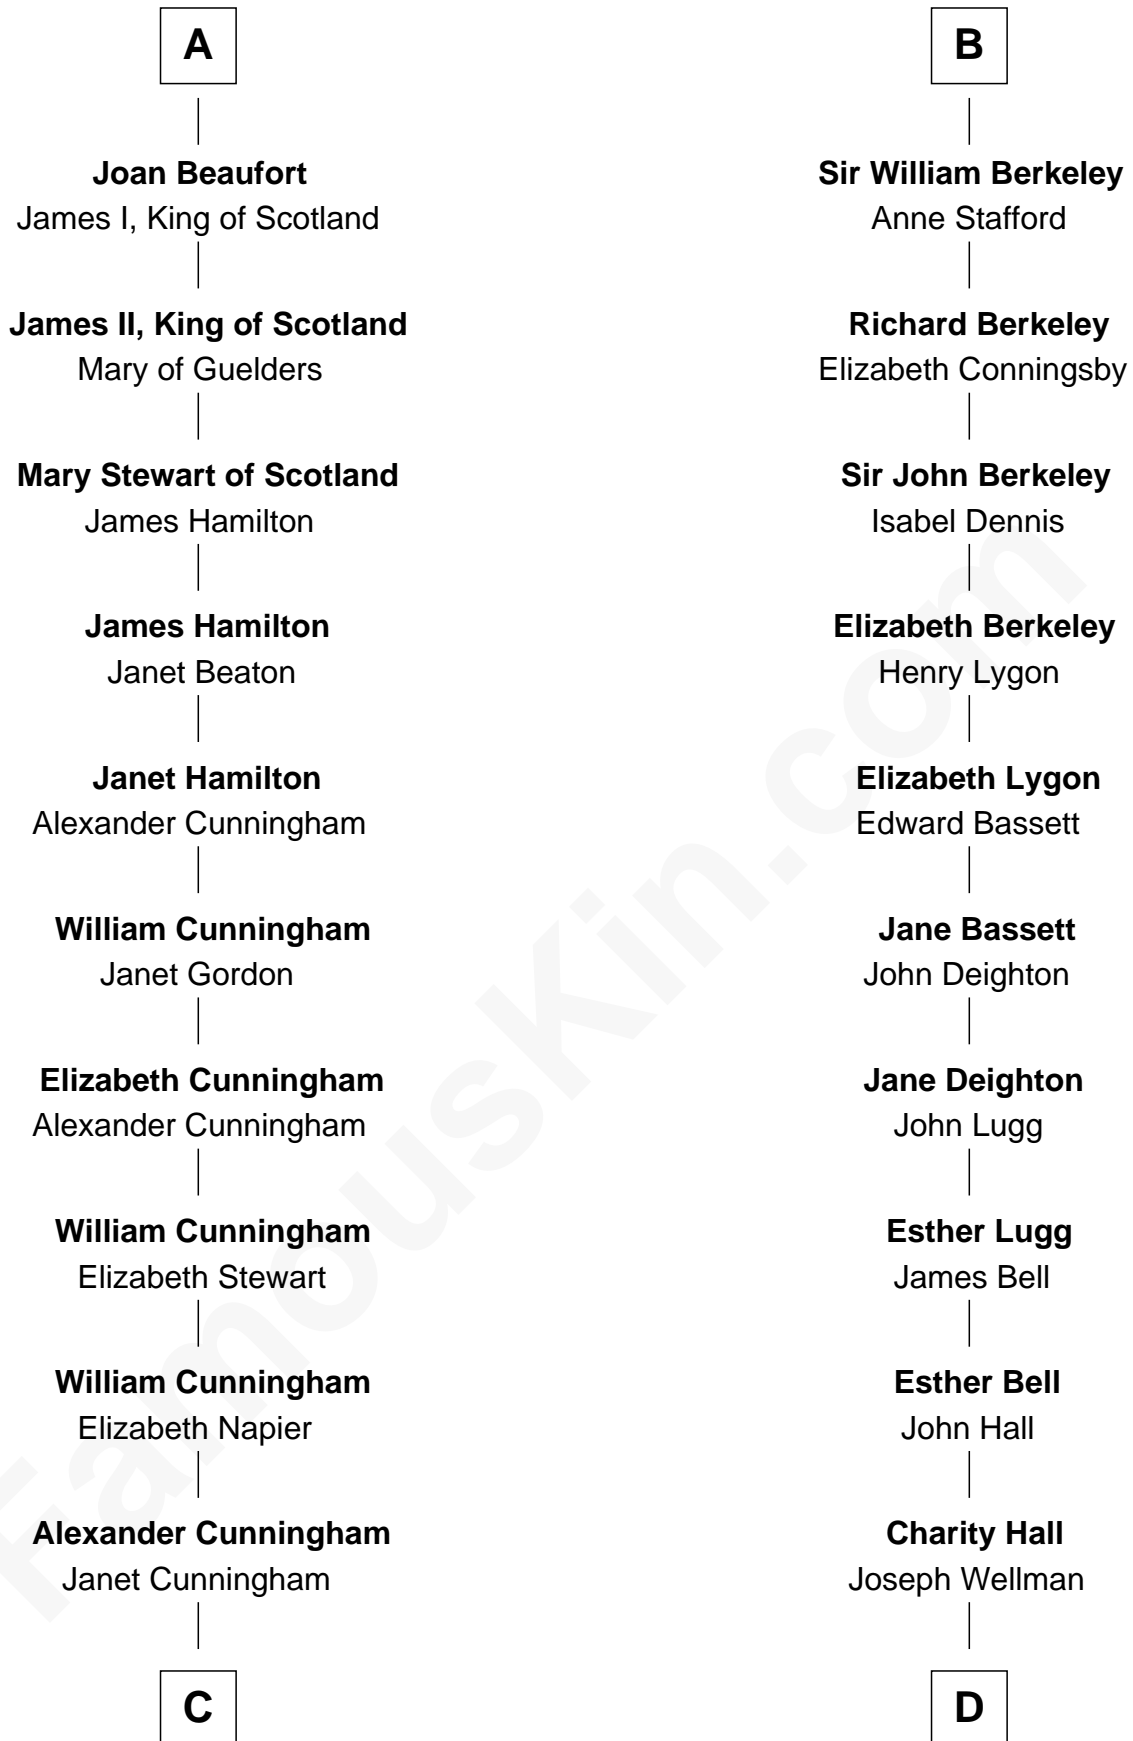 A
Joan Beaufort
James I, King of Scotland
James II, King of Scotland
Mary of Guelders
Mary Stewart of Scotland
James Hamilton
James Hamilton
Janet Beaton
Janet Hamilton
Alexander Cunningham
William Cunningham
Janet Gordon
Elizabeth Cunningham
Alexander Cunningham
William Cunningham
Elizabeth Stewart
William Cunningham
Elizabeth Napier
Alexander Cunningham
Janet Cunningham
C
B
Sir William Berkeley
Anne Stafford
Richard Berkeley
Elizabeth Conningsby
Sir John Berkeley
Isabel Dennis
Elizabeth Berkeley
Henry Lygon
Elizabeth Lygon
Edward Bassett
Jane Bassett
John Deighton
Jane Deighton
John Lugg
Esther Lugg
James Bell
Esther Bell
John Hall
Charity Hall
Joseph Wellman
D
FamousKin.com